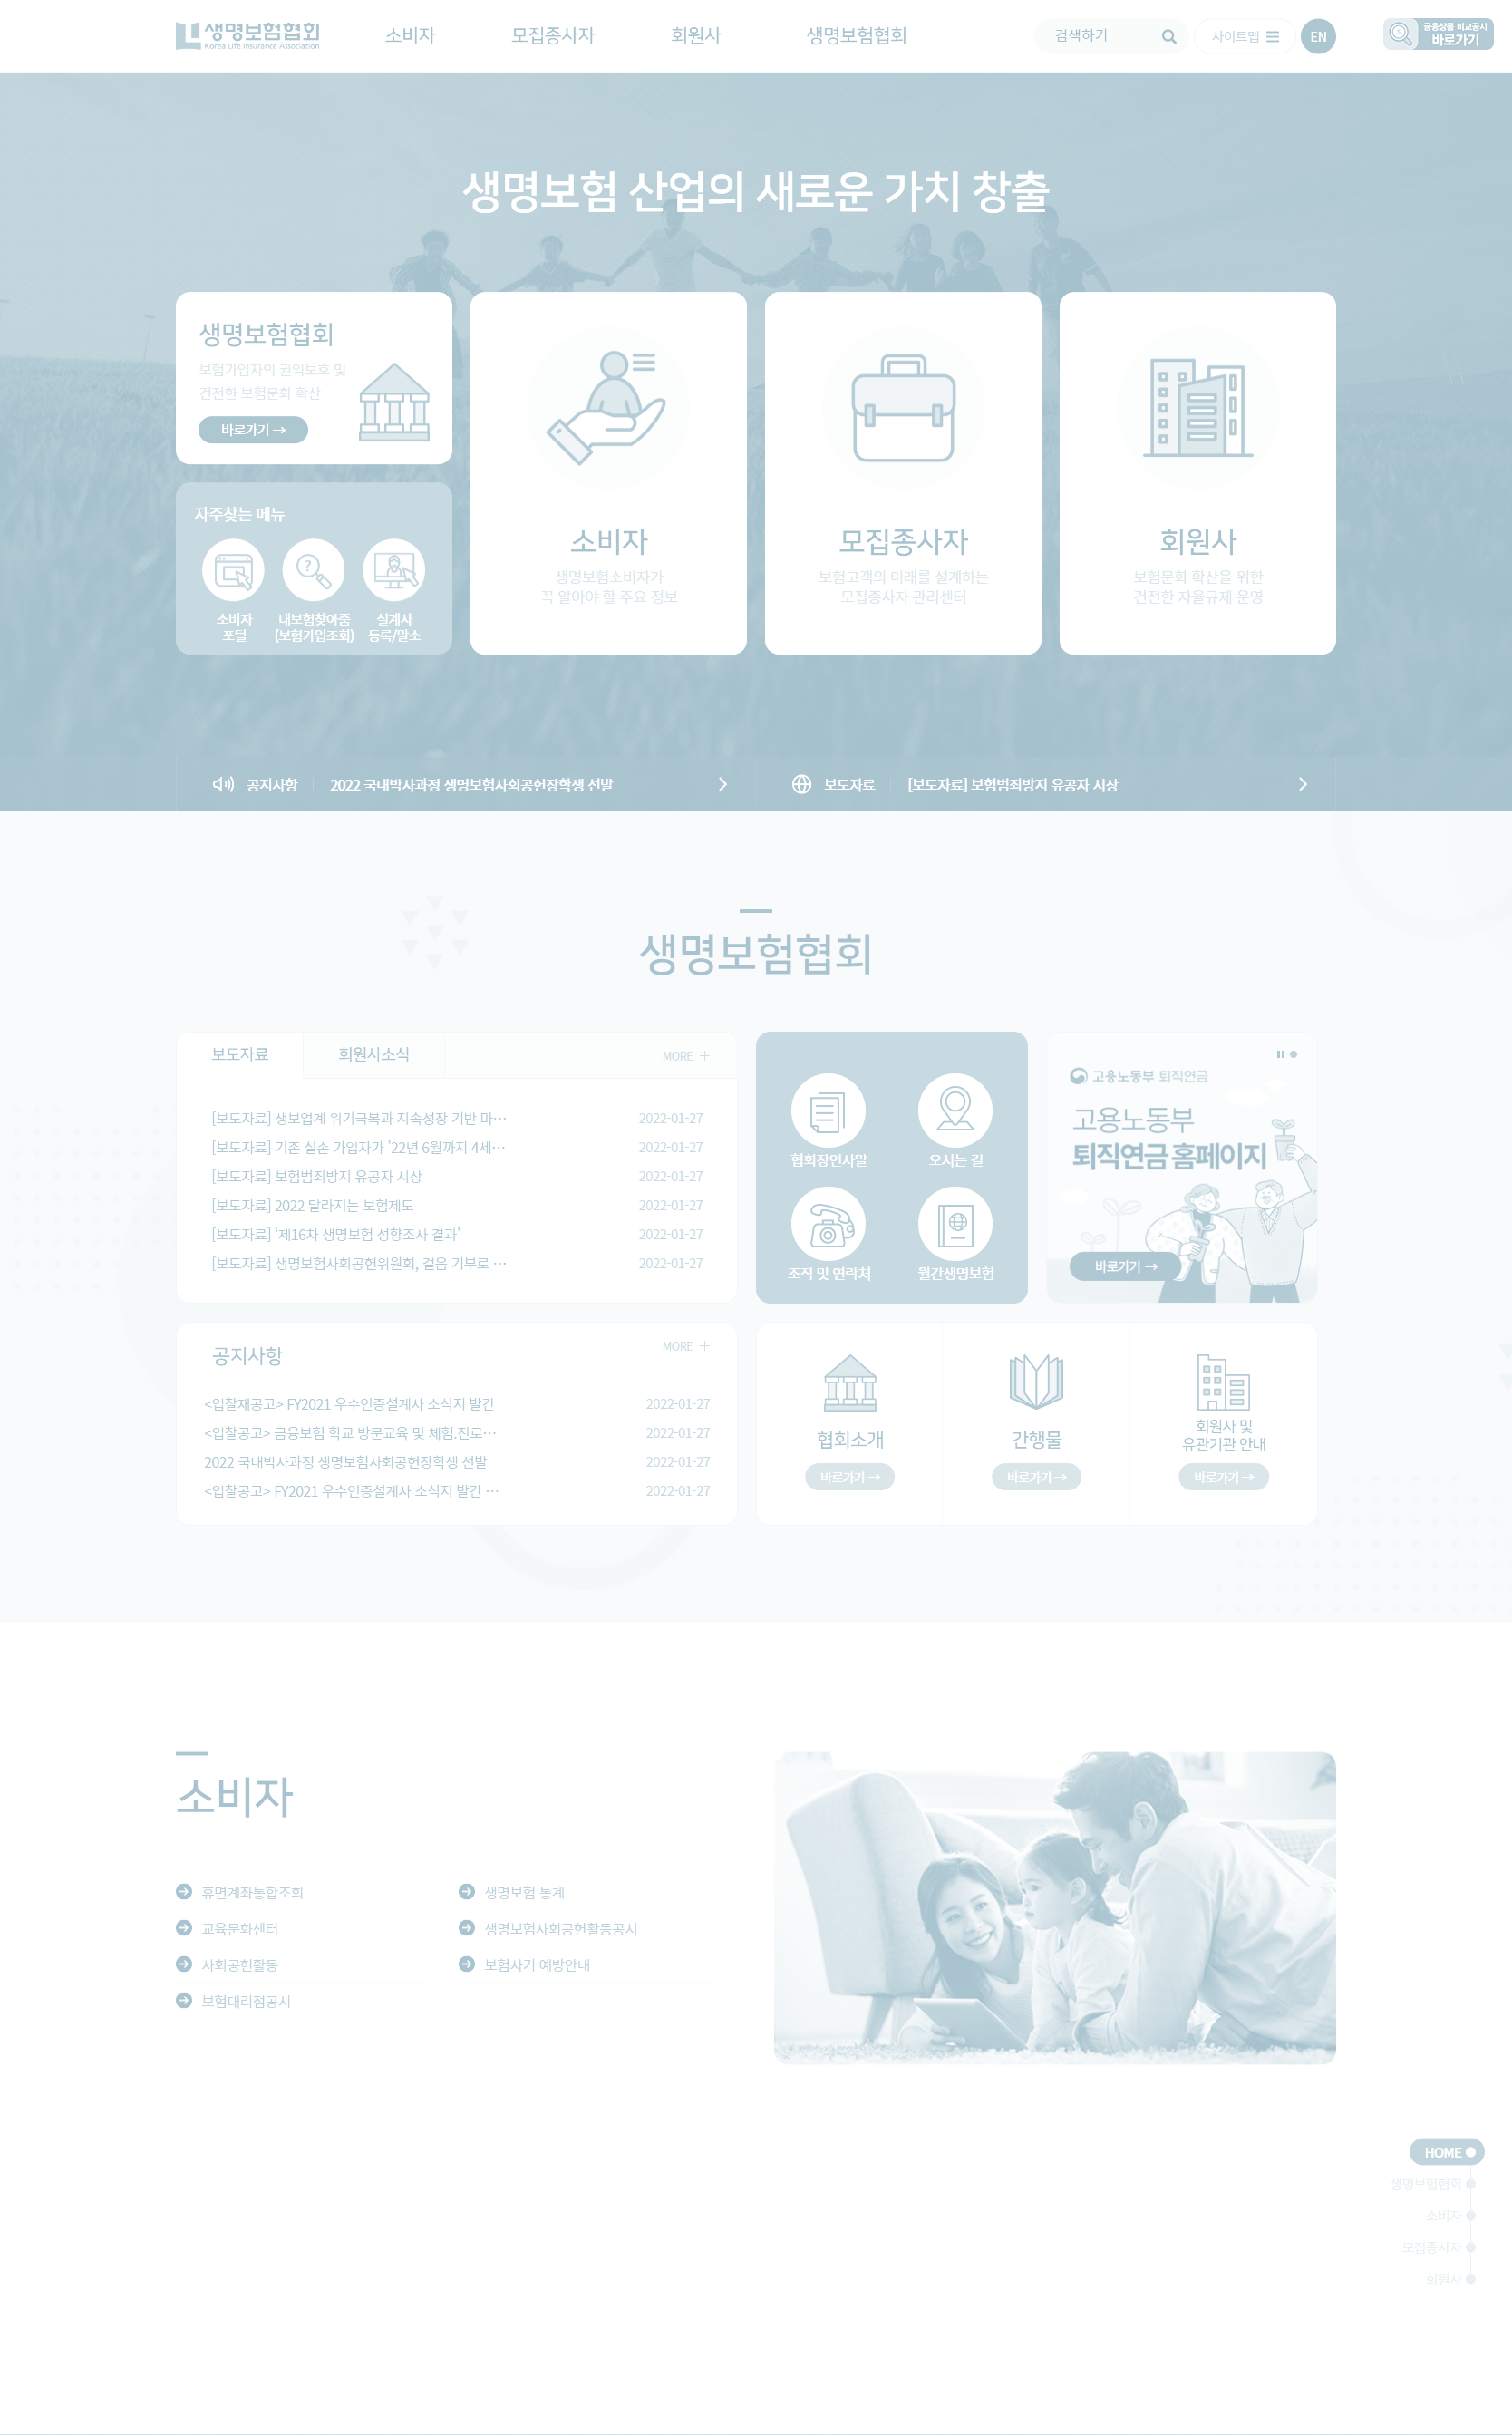 생명보험협회
Korea Life Insurance Association
소비자
모집종사자
회원사
생명보험협회
검색하기
사이트맵
EN
금융상품 비교공시
바로가기
생명보험 산업의 새로운 가치 창출
생명보험협회
보험가입자의 권익보호 및
건전한 보험문화 확산
바로가기 →
자주찾는 메뉴
소비자
포털
내보험찾아줌
(보험가입조회)
설계사
등록/말소
소비자
생명보험소비자가
꼭 알아야 할 주요 정보
모집종사자
보험고객의 미래를 설계하는
모집종사자 관리센터
회원사
보험문화 확산을 위한
건전한 자율규제 운영
공지사항
2022 국내박사과정 생명보험사회공헌장학생 선발
보도자료
[보도자료] 보험범죄방지 유공자 시상
생명보험협회
보도자료
회원사소식
MORE +
[보도자료] 생보업계 위기극복과 지속성장 기반 마… 2022-01-27
[보도자료] 기존 실손 가입자가 '22년 6월까지 4세… 2022-01-27
[보도자료] 보험범죄방지 유공자 시상 2022-01-27
[보도자료] 2022 달라지는 보험제도 2022-01-27
[보도자료] ‘제16차 생명보험 성향조사 결과’ 2022-01-27
[보도자료] 생명보험사회공헌위원회, 걸음 기부로 … 2022-01-27
협회장인사말
오시는 길
조직 및 연락처
월간생명보험
고용노동부 퇴직연금
고용노동부
퇴직연금 홈페이지
바로가기 →
공지사항
MORE +
<입찰재공고> FY2021 우수인증설계사 소식지 발간 2022-01-27
<입찰공고> 금융보험 학교 방문교육 및 체험.진로… 2022-01-27
2022 국내박사과정 생명보험사회공헌장학생 선발 2022-01-27
<입찰공고> FY2021 우수인증설계사 소식지 발간 … 2022-01-27
협회소개
바로가기 →
간행물
바로가기 →
회원사 및
유관기관 안내
바로가기 →
소비자
휴면계좌통합조회
교육문화센터
사회공헌활동
보험대리점공시
생명보험 통계
생명보험사회공헌활동공시
보험사기 예방안내
HOME
생명보험협회
소비자
모집종사자
회원사